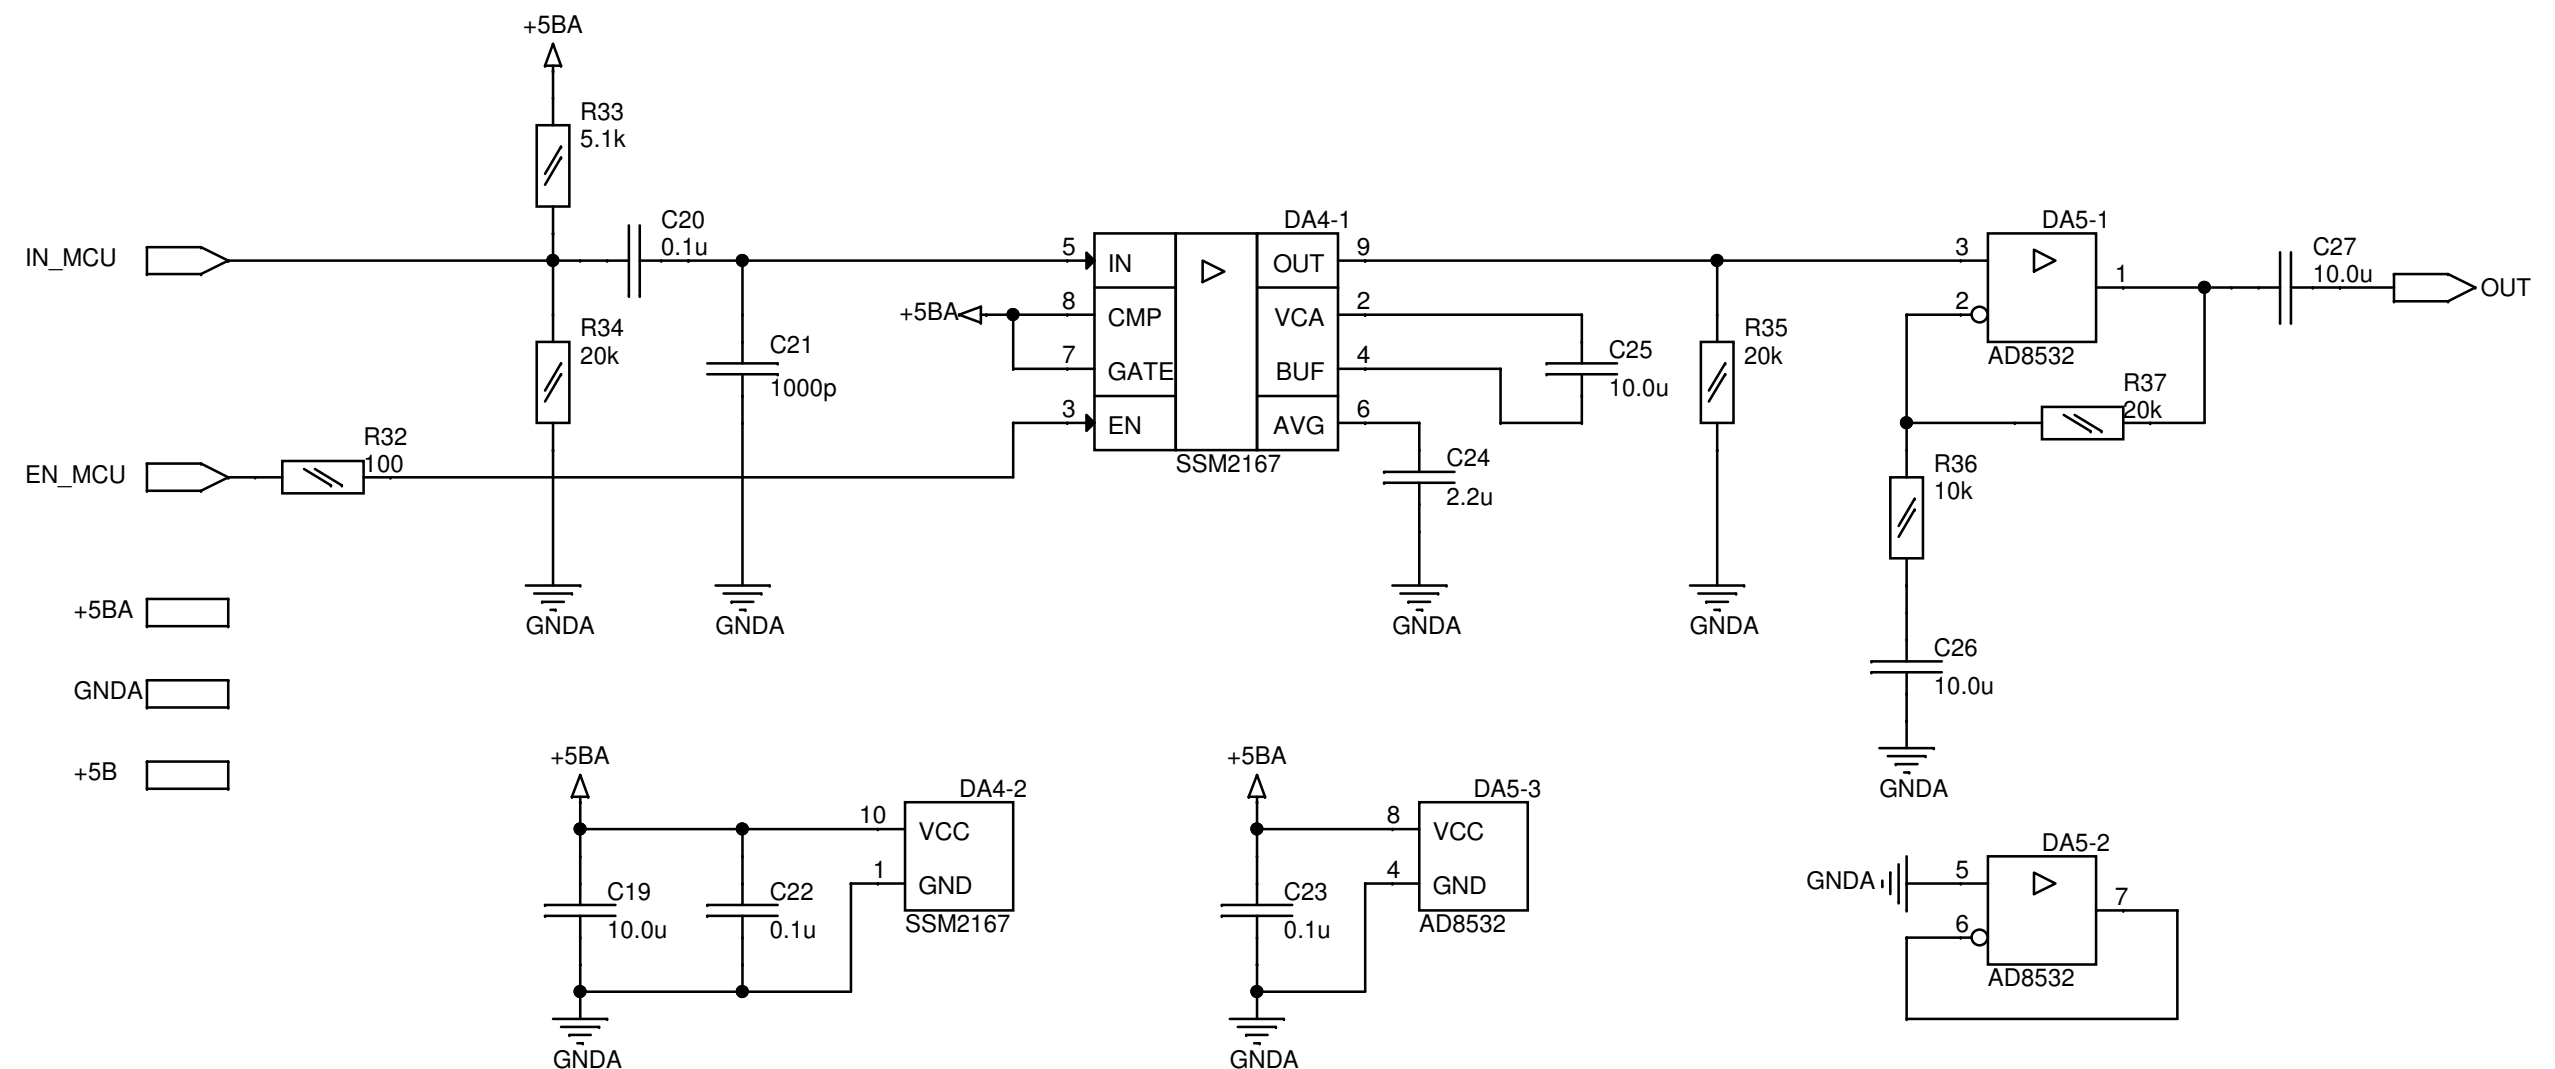 +5BA
R33
5.1k
C20
0.1u
IN_MCU
R34
20k
C21
1000p
R32
100
EN_MCU
GNDA
GNDA
+5BA
GNDA
+5B
DA4-1
5
IN
OUT
9
+5BA
8
CMP
VCA
2
7
GATE
BUF
4
3
EN
AVG
6
SSM2167
C25
10.0u
C24
2.2u
GNDA
R35
20k
GNDA
DA5-1
3
2
1
AD8532
C27
10.0u
OUT
R37
20k
R36
10k
C26
10.0u
GNDA
+5BA
DA4-2
10
VCC
1
GND
SSM2167
C19
10.0u
C22
0.1u
GNDA
+5BA
DA5-3
8
VCC
4
GND
AD8532
C23
0.1u
GNDA
DA5-2
GNDA
5
6
7
AD8532